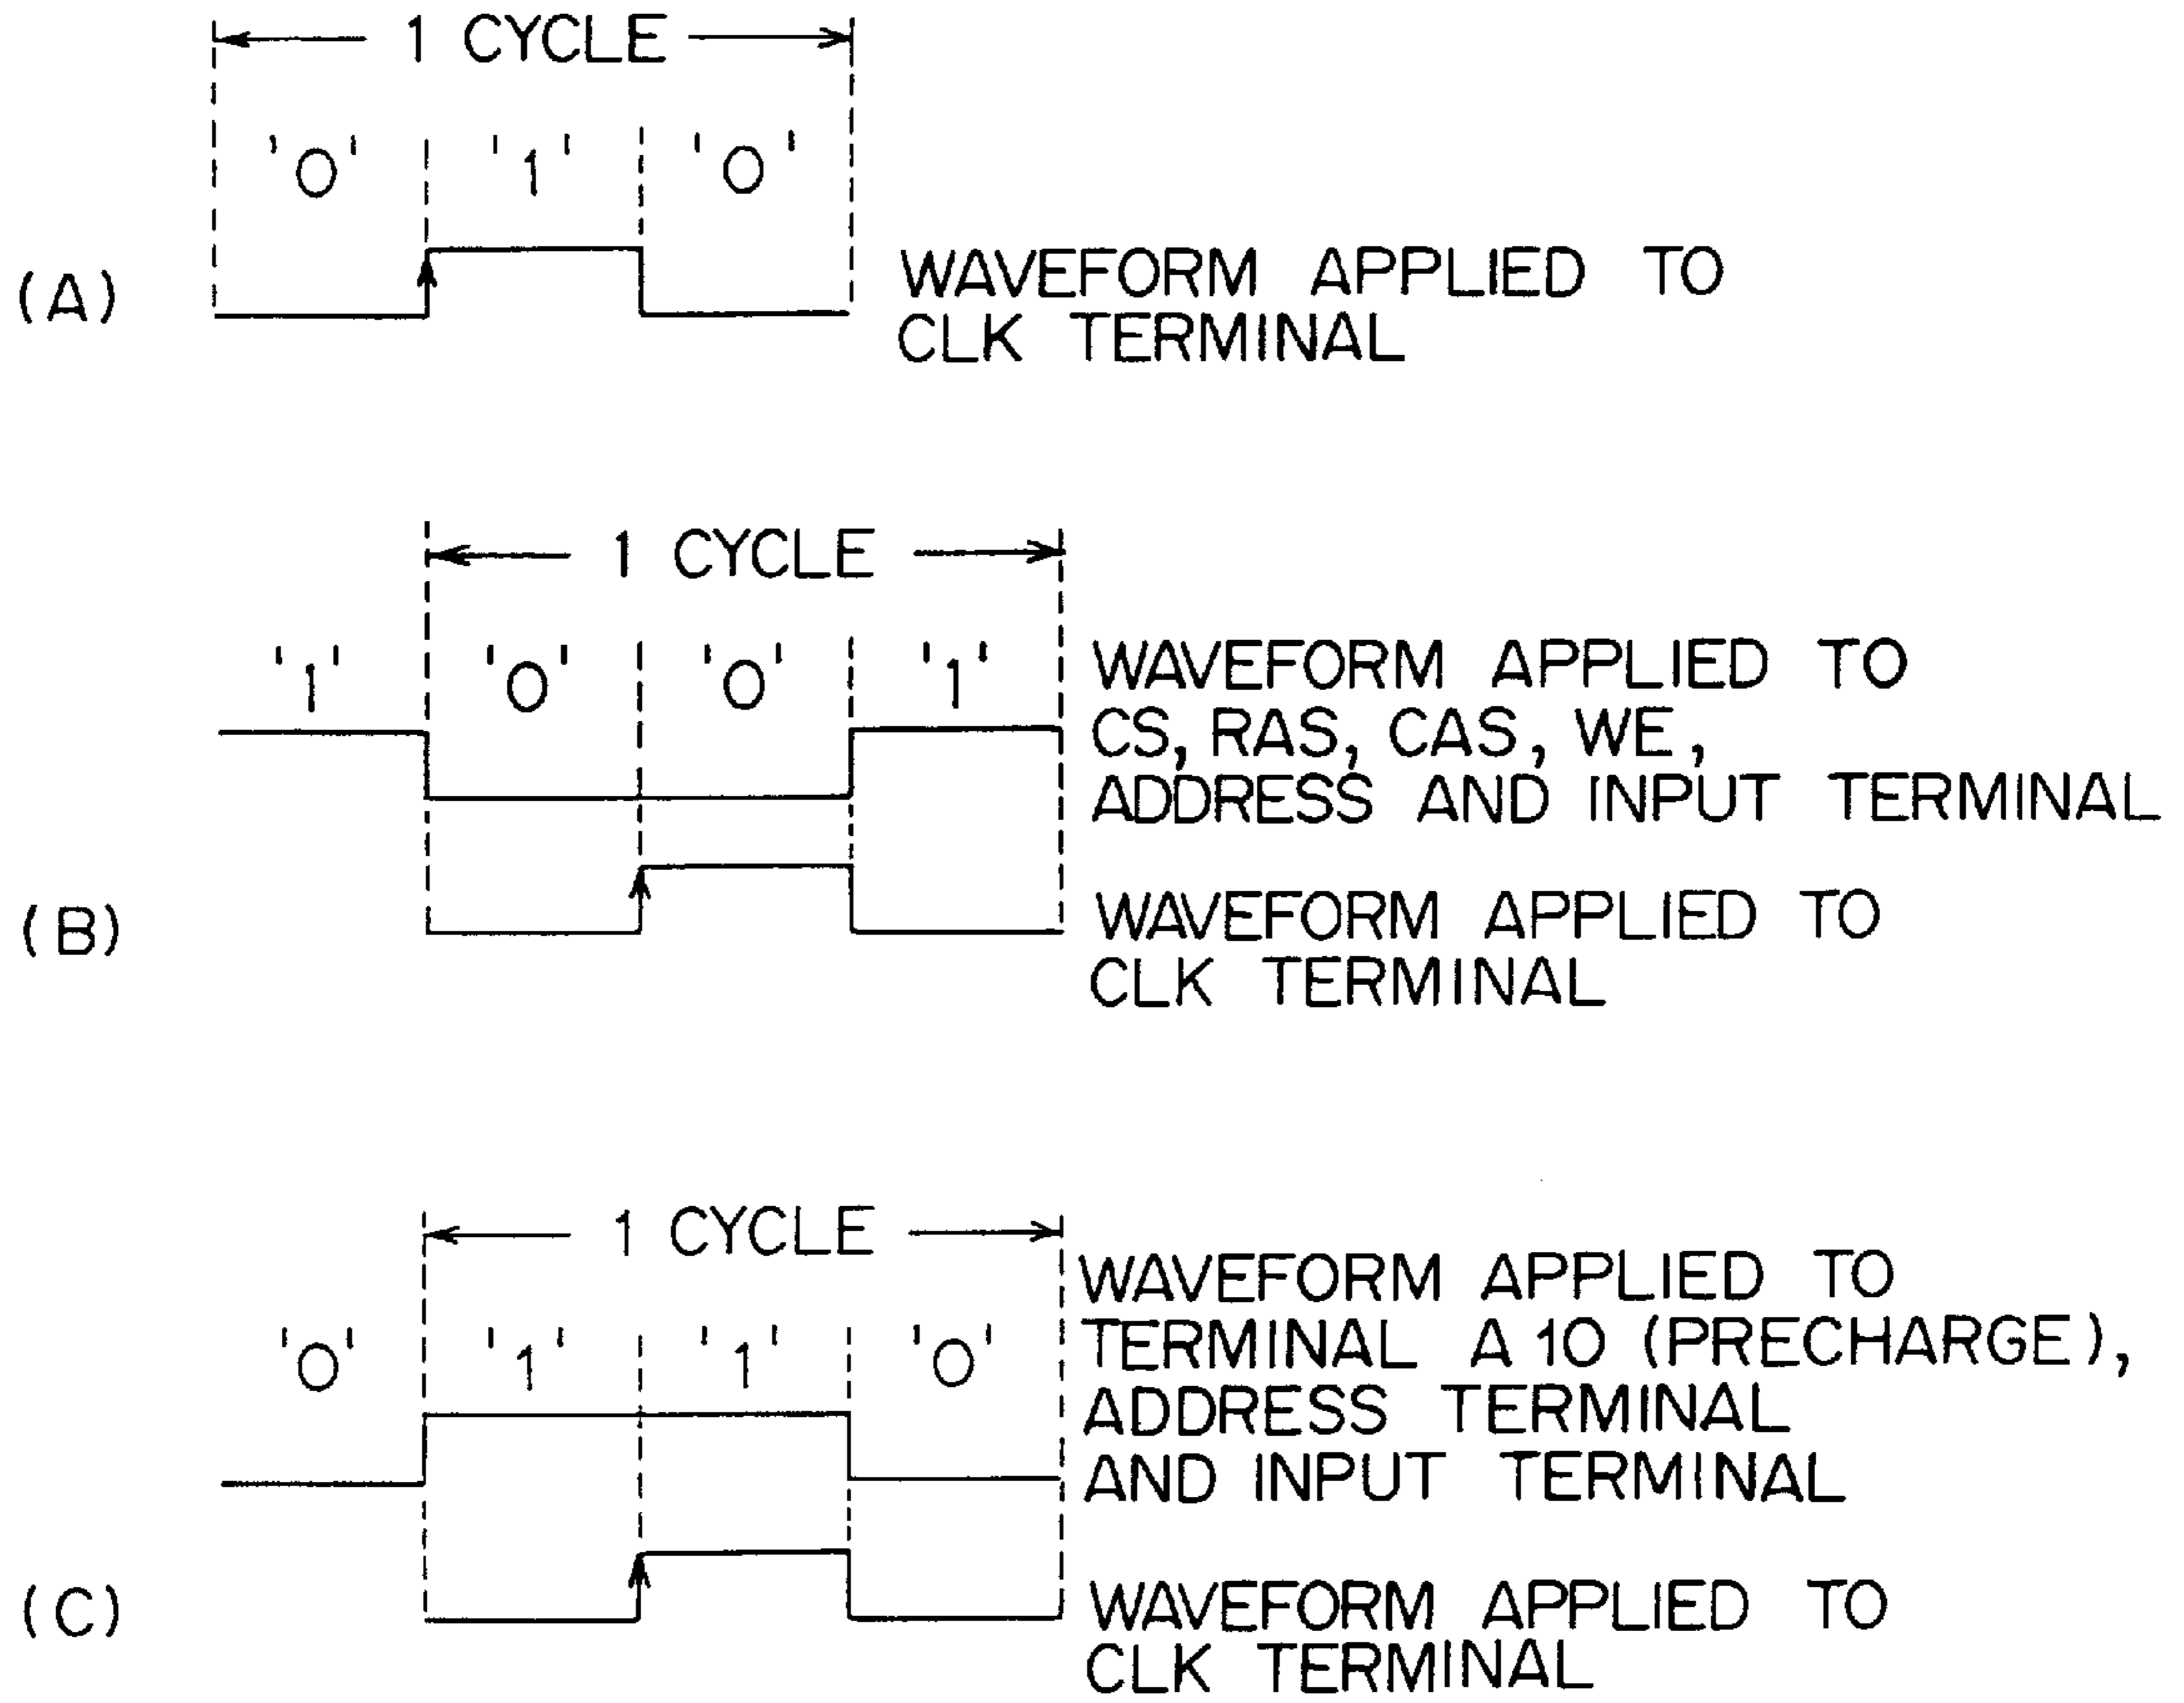 1 CYCLE
'0' '1' '0'
(A)
WAVEFORM APPLIED TO
CLK TERMINAL
1 CYCLE
'1' '0' '0' '1'
WAVEFORM APPLIED TO
CS, RAS, CAS, WE,
ADDRESS AND INPUT TERMINAL
(B)
WAVEFORM APPLIED TO
CLK TERMINAL
1 CYCLE
'0' '1' '1' '0'
WAVEFORM APPLIED TO
TERMINAL A10 (PRECHARGE),
ADDRESS TERMINAL
AND INPUT TERMINAL
(C)
WAVEFORM APPLIED TO
CLK TERMINAL